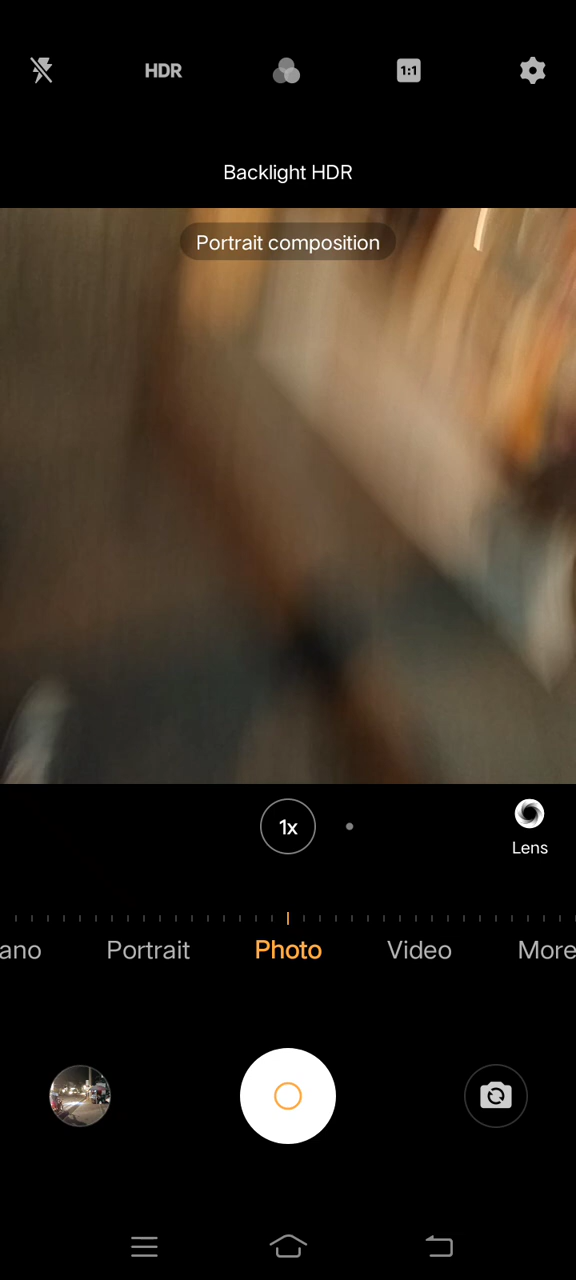 HDR
1:1
Backlight HDR
Portrait composition
1x
Lens
ano Portrait Photo Video More